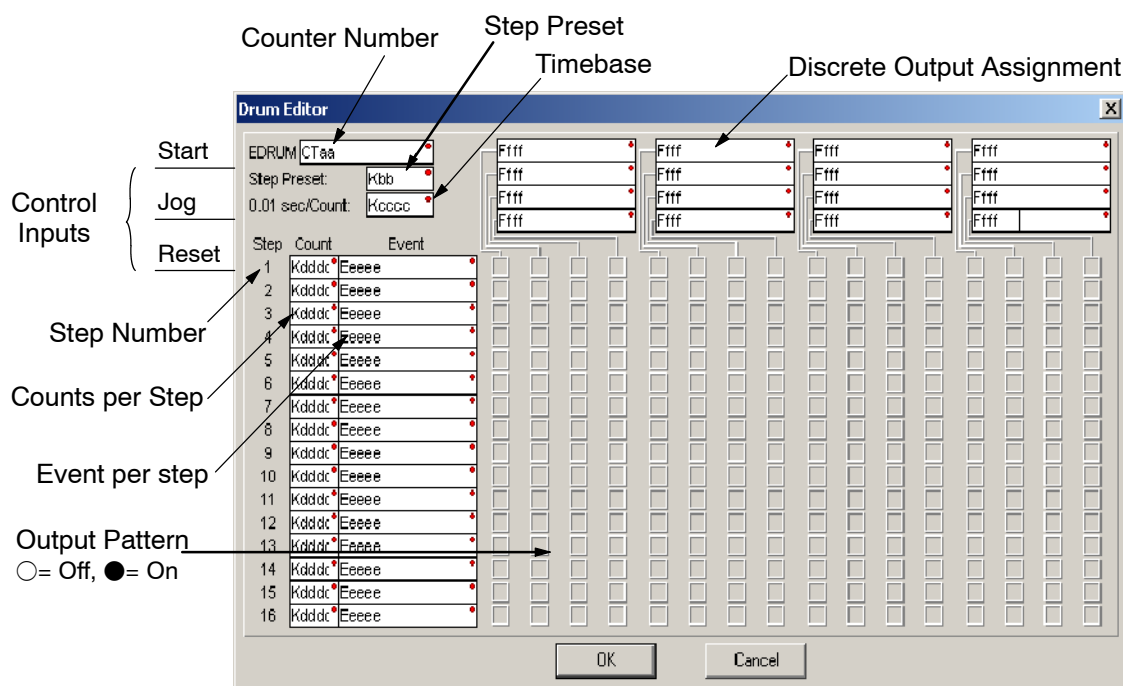 Counter Number
Step Preset
Timebase
Discrete Output Assignment
Drum Editor
Start
Jog
Reset
Control
Inputs
EDRUM CTaa
Step Preset: Kbb
0.01 sec/Count: Kcccc
Ffff Ffff Ffff Ffff
Ffff Ffff Ffff Ffff
Ffff Ffff Ffff Ffff
Ffff Ffff Ffff Ffff
Step Count Event
1 Kdddd Eeeee
2 Kdddd Eeeee
3 Kdddd Eeeee
4 Kdddd Eeeee
5 Kdddd Eeeee
6 Kdddd Eeeee
7 Kdddd Eeeee
8 Kdddd Eeeee
9 Kdddd Eeeee
10 Kdddd Eeeee
11 Kdddd Eeeee
12 Kdddd Eeeee
13 Kdddd Eeeee
14 Kdddd Eeeee
15 Kdddd Eeeee
16 Kdddd Eeeee
Step Number
Counts per Step
Event per step
Output Pattern
○= Off, ●= On
OK Cancel